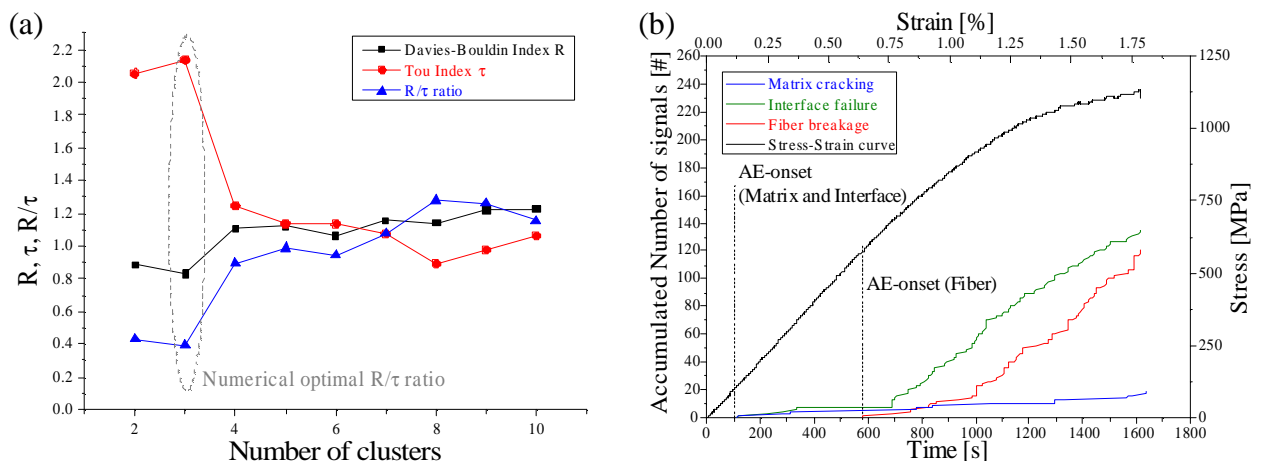 (a)
2.2
2.0
1.8
1.6
1.4
1.2
1.0
0.8
0.6
0.4
0.2
0.0
R, τ, R/τ
Davies-Bouldin Index R
Tou Index τ
R/τ ratio
Numerical optimal R/τ ratio
2 4 6 8 10
Number of clusters
(b)
Strain [%]
0.00 0.25 0.50 0.75 1.00 1.25 1.50 1.75
260
240
220
200
180
160
140
120
100
80
60
40
20
0
Accumulated Number of signals [#]
Matrix cracking
Interface failure
Fiber breakage
Stress-Strain curve
AE-onset
(Matrix and Interface)
AE-onset (Fiber)
1250
1000
750
500
250
0
Stress [MPa]
0 200 400 600 800 1000 1200 1400 1600 1800
Time [s]